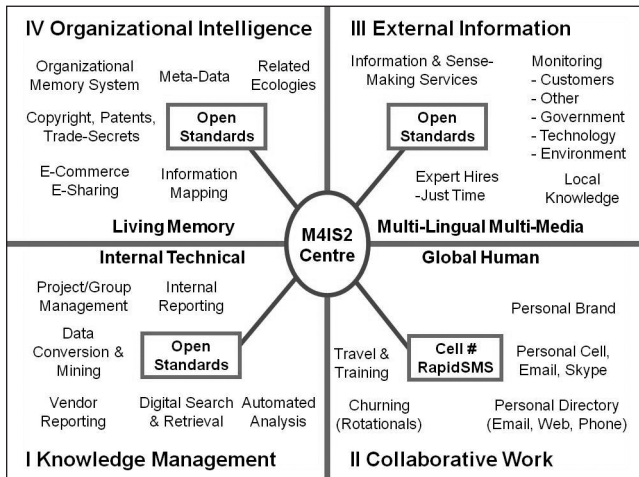 IV Organizational Intelligence
Organizational
Memory System
Meta-Data
Related
Ecologies
Copyright, Patents,
Trade-Secrets
Open
Standards
E-Commerce
E-Sharing
Information
Mapping
Living Memory
III External Information
Information & Sense-
Making Services
Monitoring
- Customers
- Other
- Government
- Technology
- Environment
Open
Standards
Expert Hires
-Just Time
Local
Knowledge
Multi-Lingual Multi-Media
M4IS2
Centre
Internal Technical
Project/Group
Management
Internal
Reporting
Data
Conversion &
Mining
Open
Standards
Vendor
Reporting
Digital Search
& Retrieval
Automated
Analysis
I Knowledge Management
Global Human
Personal Brand
Travel &
Training
Cell #
RapidSMS
Personal Cell,
Email, Skype
Churning
(Rotationals)
Personal Directory
(Email, Web, Phone)
II Collaborative Work